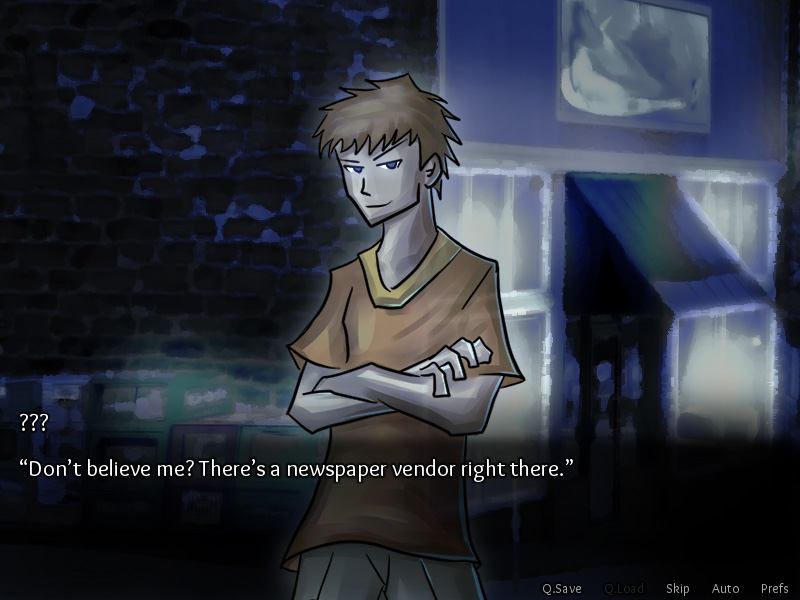 ???
“Don’t believe me? There’s a newspaper vendor right there.”
Q.Save Q.Load Skip Auto Prefs